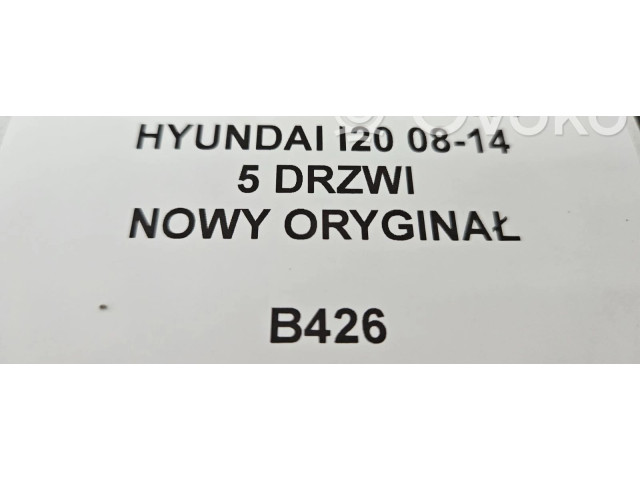 HYUNDAI I20 08-14
5 DRZWI
NOWY ORYGINAŁ
B426